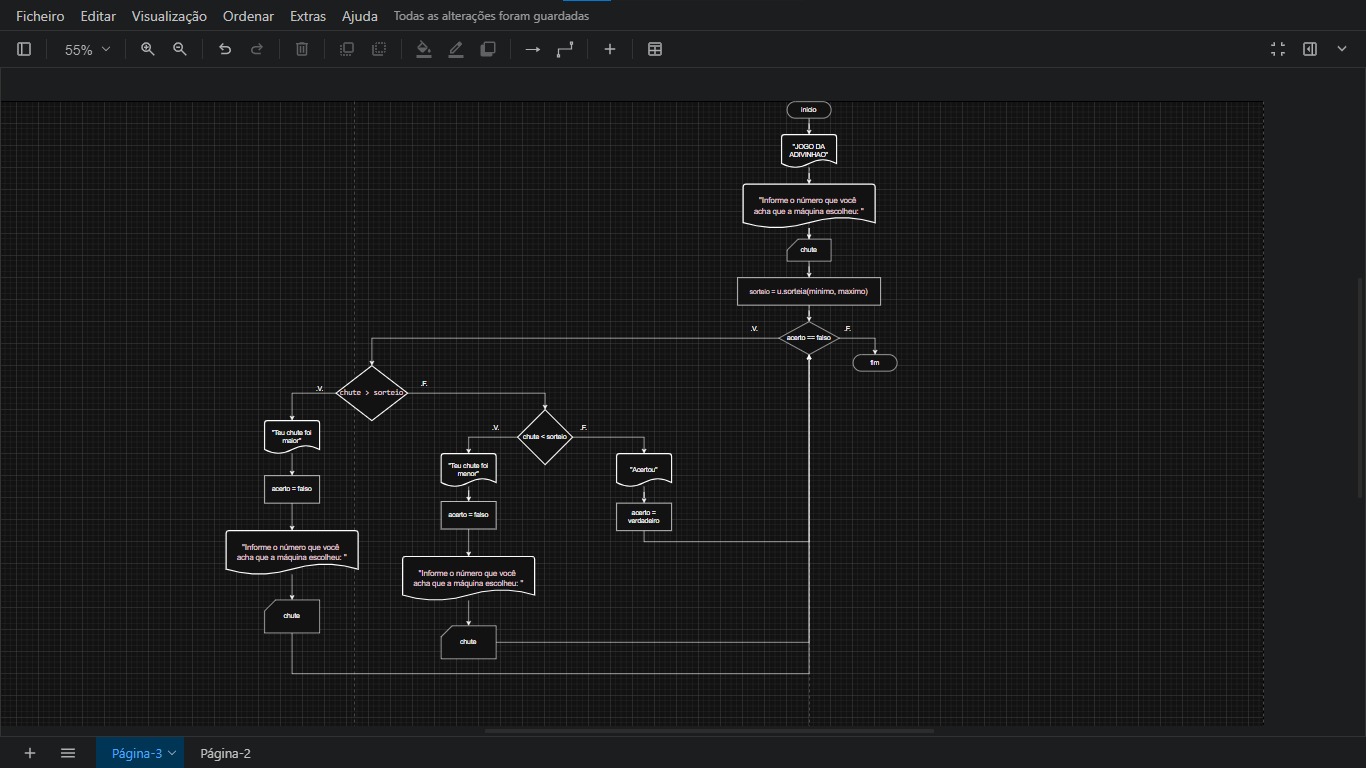 Ficheiro Editar Visualização Ordenar Extras Ajuda Todas as alterações foram guardadas
55%
início
"JOGO DA
ADIVINHAO"
"Informe o número que você
acha que a máquina escolheu: "
chute
sorteio = u.sorteia(minimo, maximo)
.V.
acerto == falso
.F.
fim
.V.
chute > sorteio
.F.
"Teu chute foi
maior"
acerto = falso
"Informe o número que você
acha que a máquina escolheu: "
chute
.V.
chute < sorteio
.F.
"Teu chute foi
menor"
acerto = falso
"Informe o número que você
acha que a máquina escolheu: "
chute
"Acertou"
acerto =
verdadeiro
Página-3 Página-2